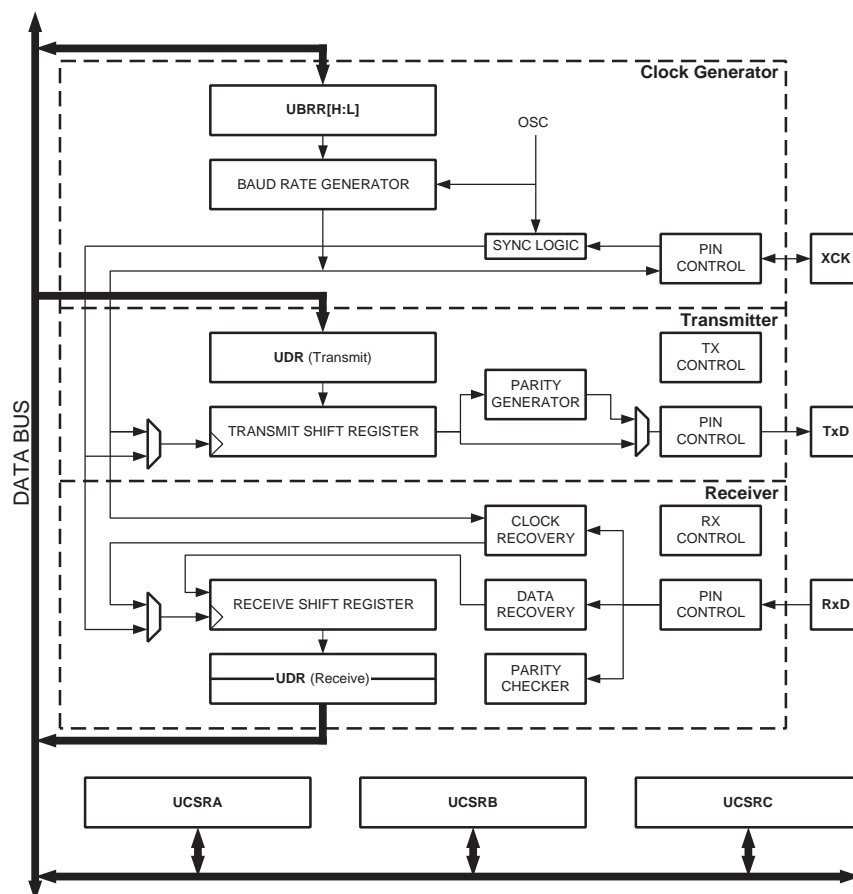 Clock Generator
UBRR[H:L]
OSC
BAUD RATE GENERATOR
SYNC LOGIC
PIN
CONTROL
XCK
Transmitter
UDR (Transmit)
TX
CONTROL
PARITY
GENERATOR
TRANSMIT SHIFT REGISTER
PIN
CONTROL
TxD
DATA BUS
Receiver
CLOCK
RECOVERY
RX
CONTROL
RECEIVE SHIFT REGISTER
DATA
RECOVERY
PIN
CONTROL
RxD
UDR (Receive)
PARITY
CHECKER
UCSRA
UCSRB
UCSRC